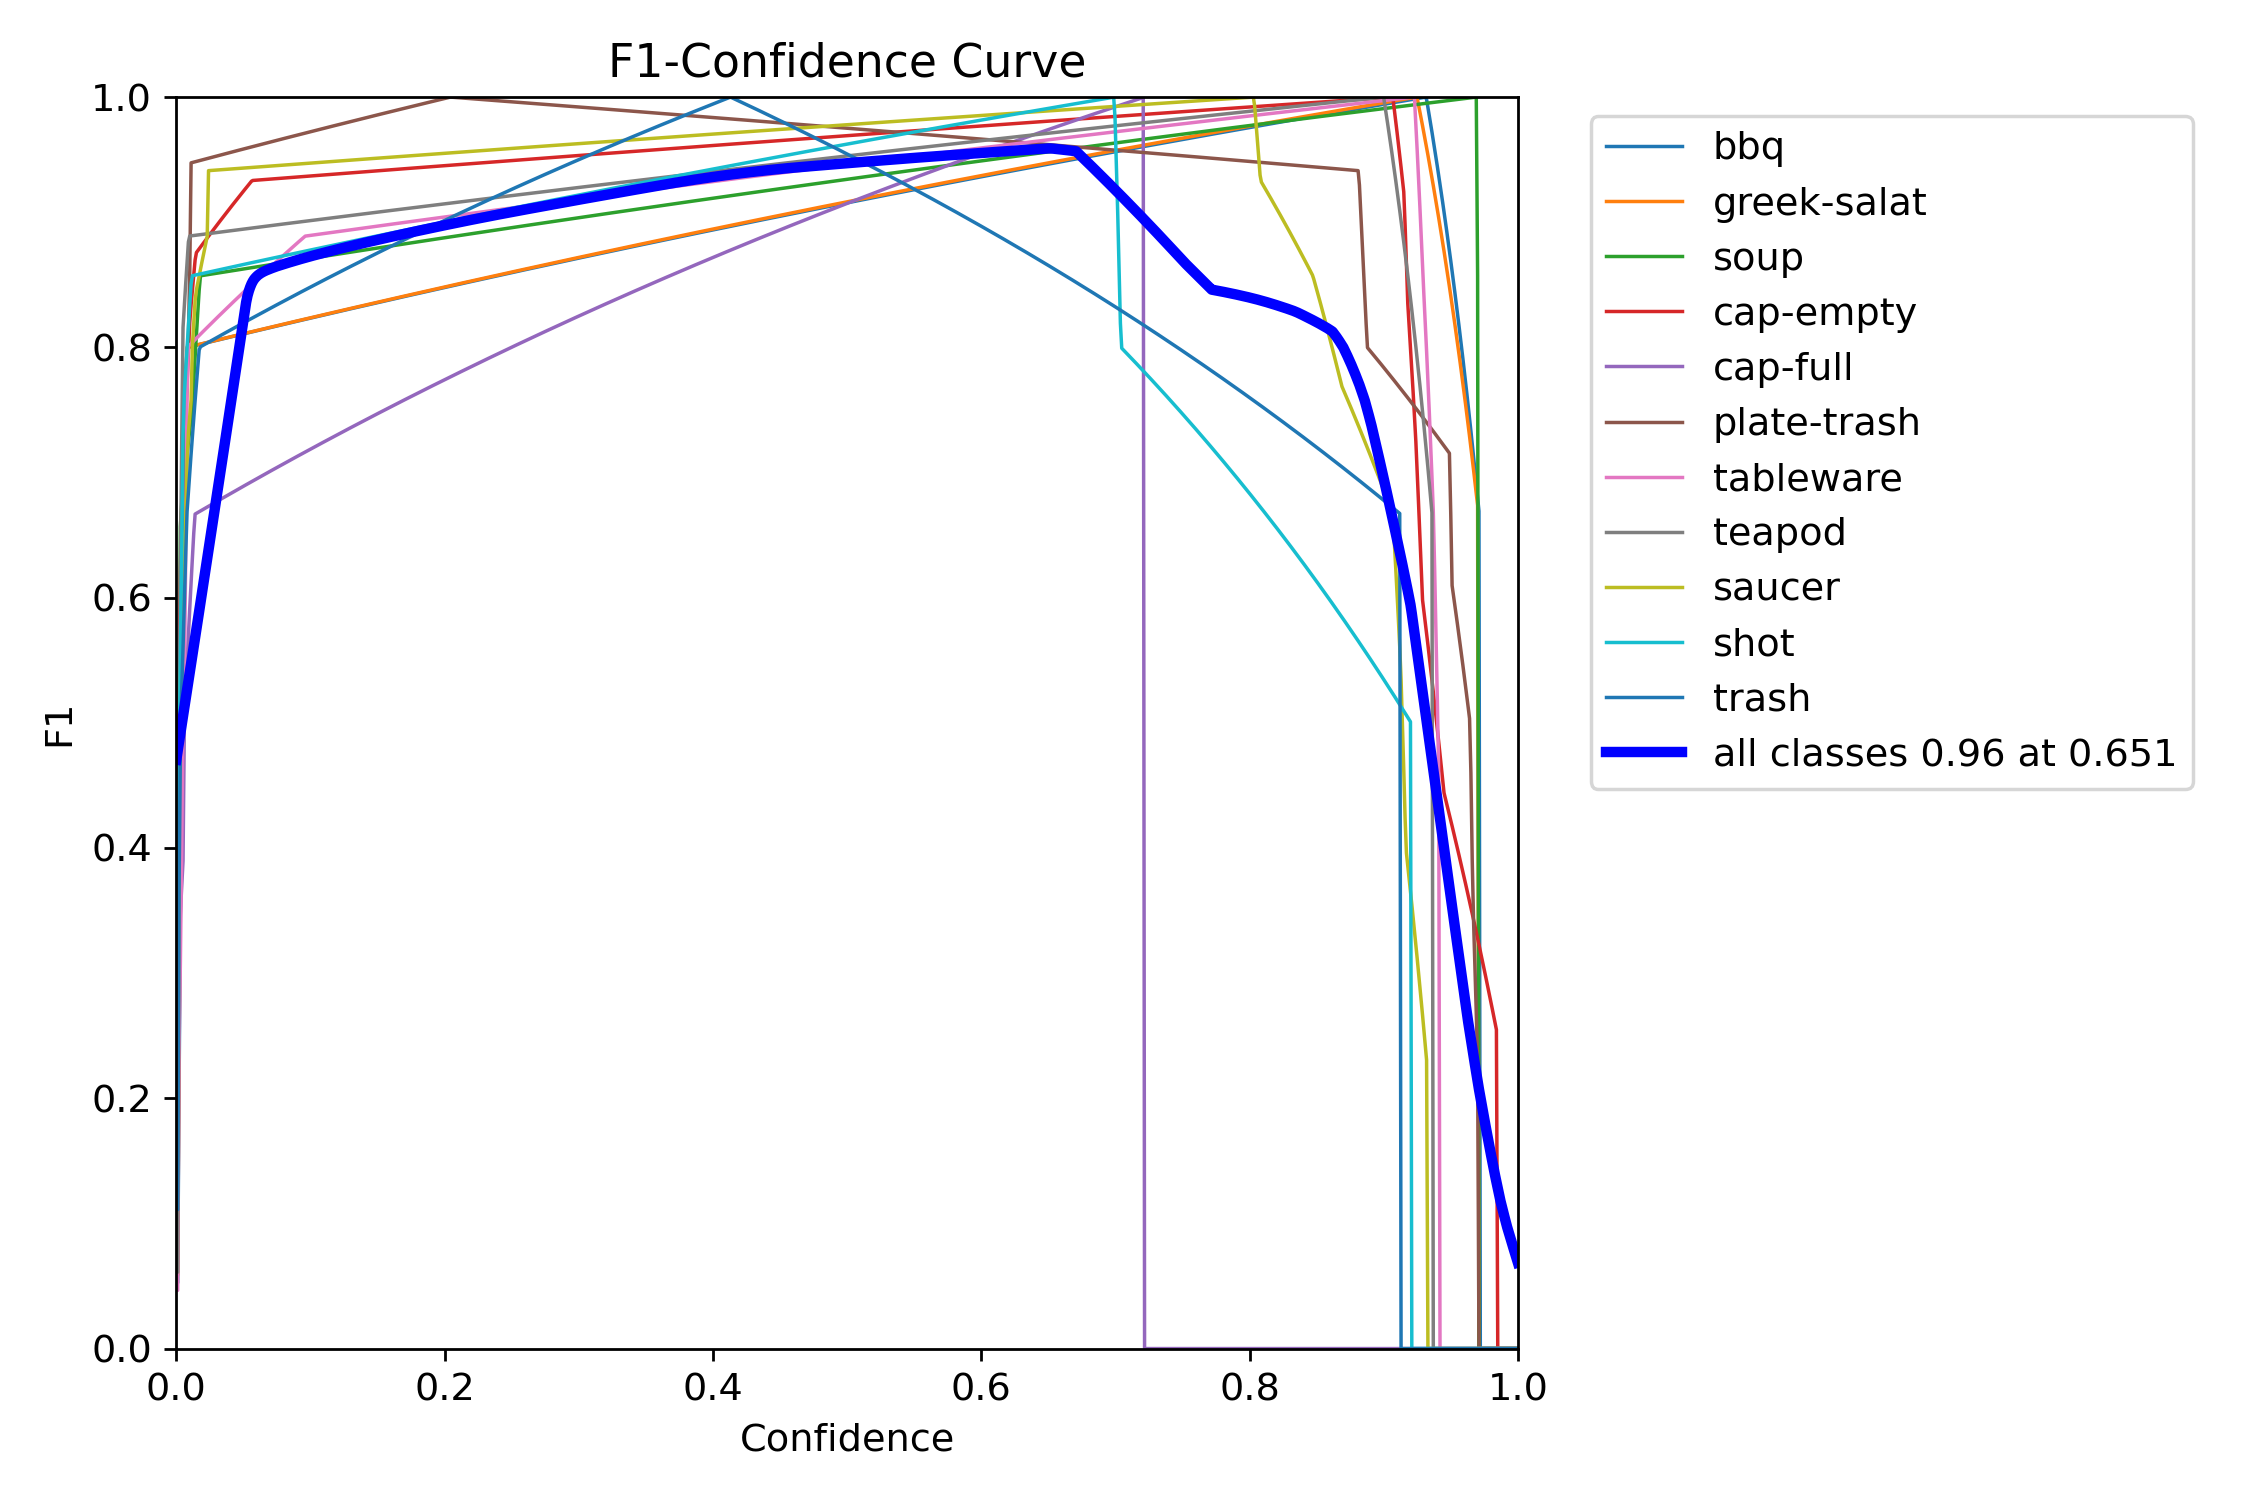 F1-Confidence Curve
1.0
0.8
0.6
0.4
0.2
0.0
F1
0.0 0.2 0.4 0.6 0.8 1.0
Confidence
bbq
greek-salat
soup
cap-empty
cap-full
plate-trash
tableware
teapod
saucer
shot
trash
all classes 0.96 at 0.651